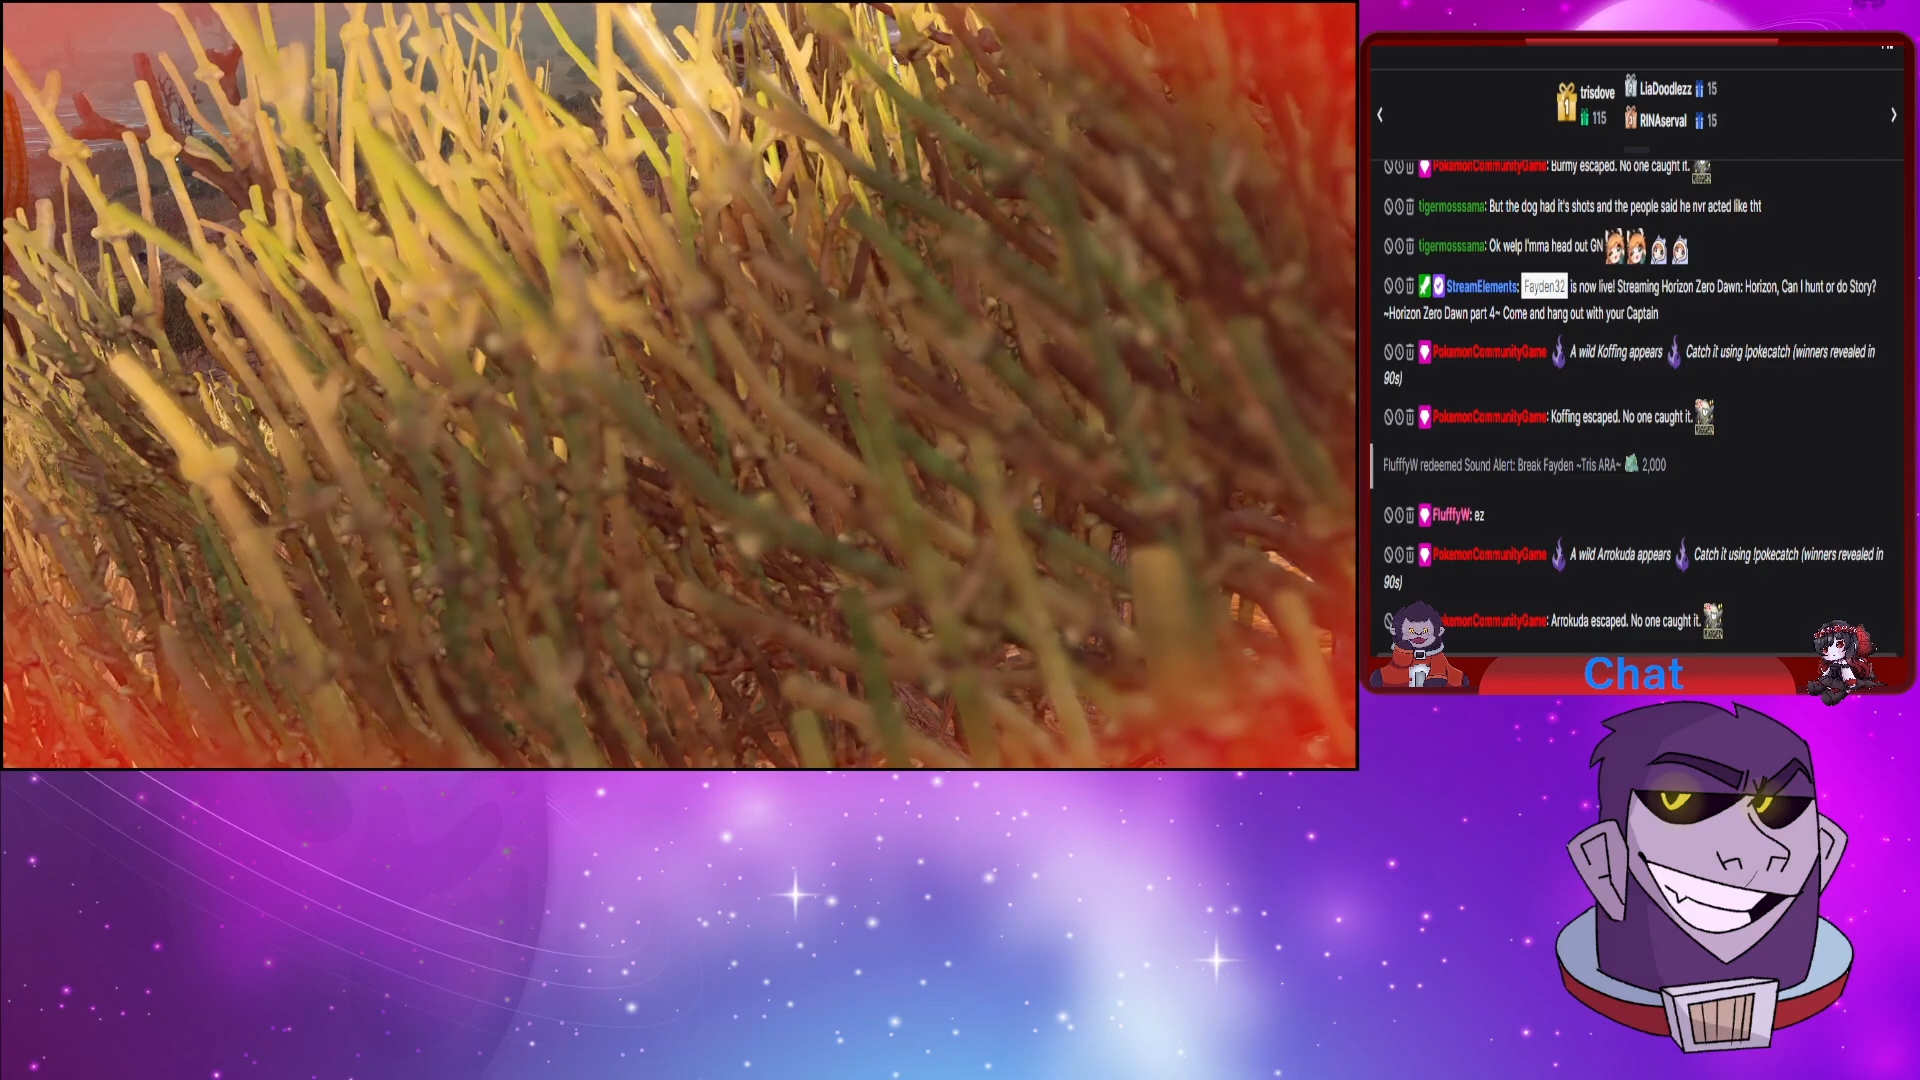 trisdove
115
LiaDoodlezz 15
RINAserval 15
PokemonCommunityGame: Burmy escaped. No one caught it.
tigermosssama: But the dog had it's shots and the people said he nvr acted like tht
tigermosssama: Ok welp I'mma head out GN
StreamElements: Fayden32 is now live! Streaming Horizon Zero Dawn: Horizon, Can I hunt or do Story?
~Horizon Zero Dawn part 4~ Come and hang out with your Captain
PokemonCommunityGame A wild Koffing appears Catch it using !pokecatch (winners revealed in
90s)
PokemonCommunityGame: Koffing escaped. No one caught it.
FlufffyW redeemed Sound Alert: Break Fayden ~Tris ARA~ 2,000
FlufffyW: ez
PokemonCommunityGame A wild Arrokuda appears Catch it using !pokecatch (winners revealed in
90s)
kemonCommunityGame: Arrokuda escaped. No one caught it.
Chat